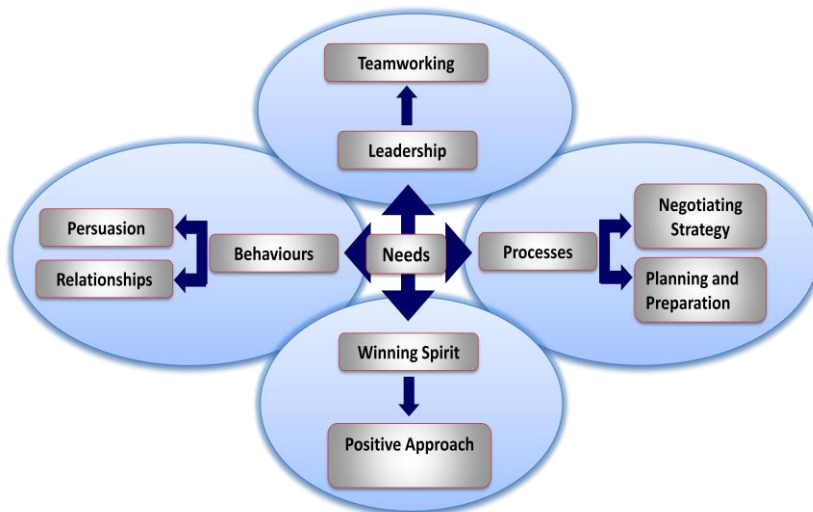 Teamworking
Leadership
Persuasion
Relationships
Behaviours
Needs
Processes
Negotiating
Strategy
Planning and
Preparation
Winning Spirit
Positive Approach